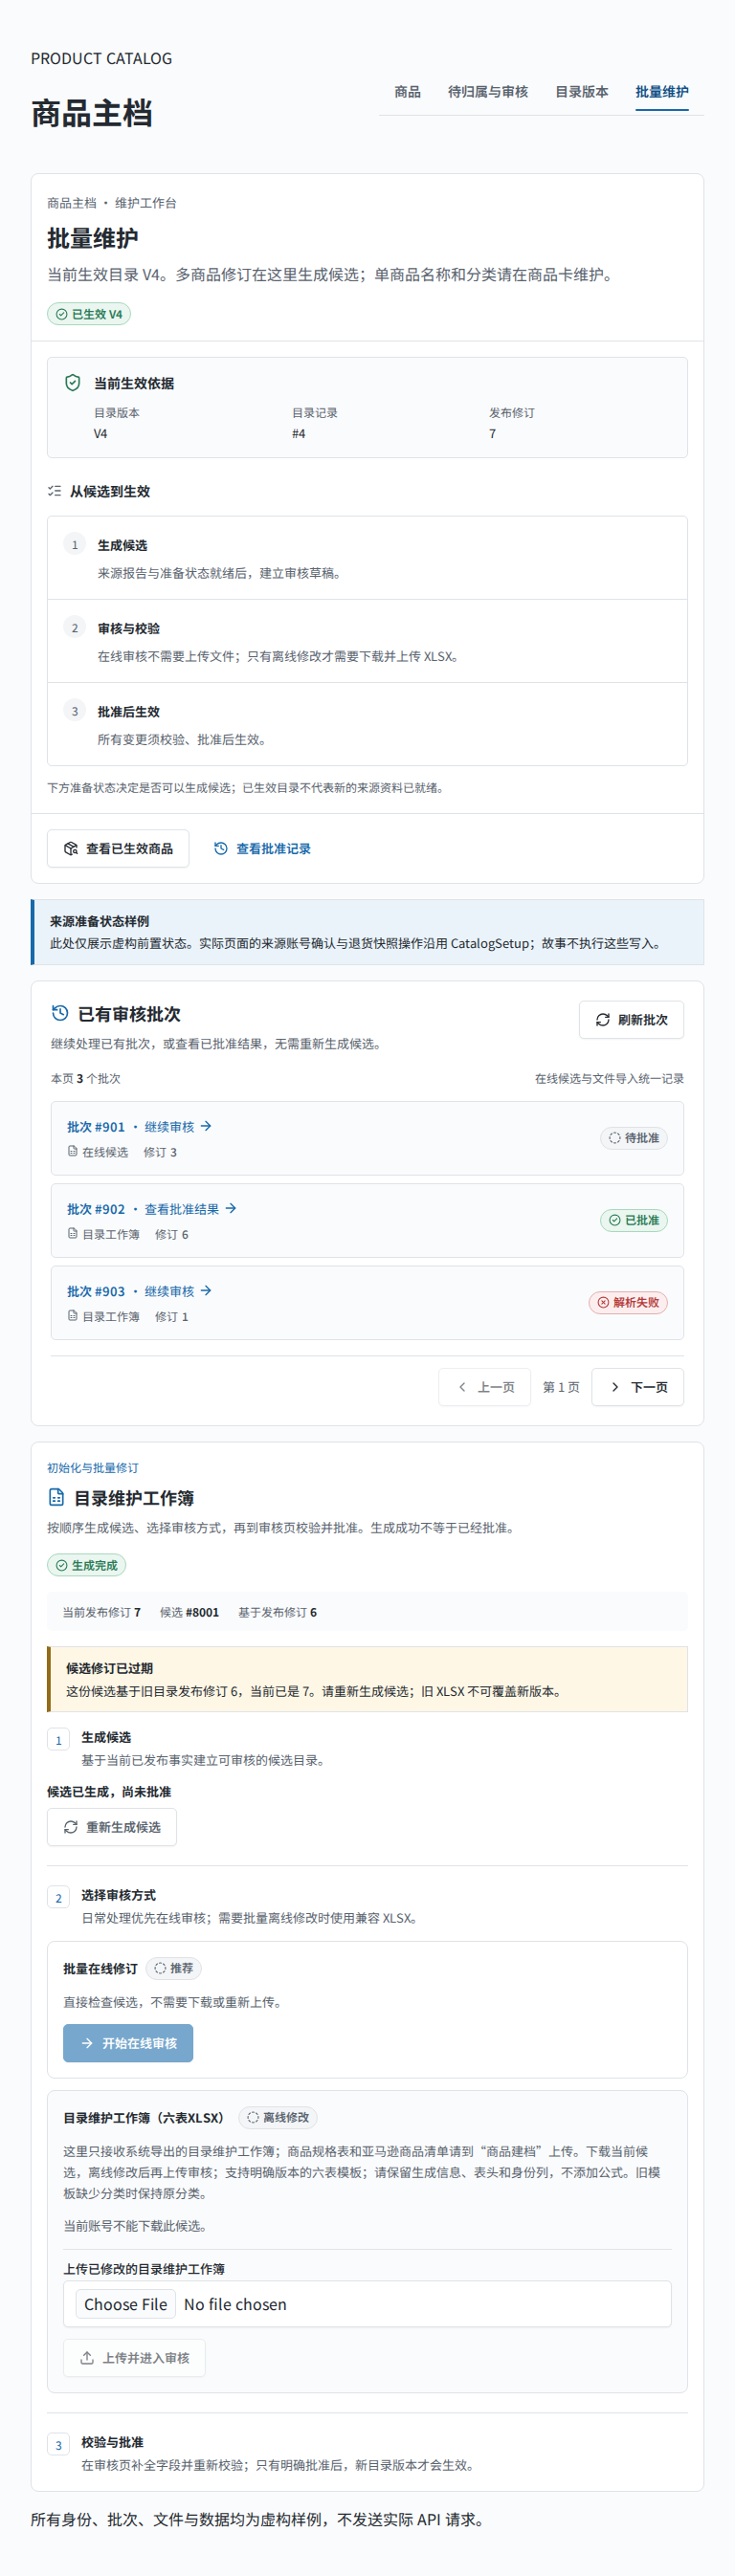 PRODUCT CATALOG
商品主档
商品 待归属与审核 目录版本 批量维护
商品主档 · 维护工作台
批量维护
当前生效目录 V4。多商品修订在这里生成候选；单商品名称和分类请在商品卡维护。
已生效 V4
当前生效依据
目录版本 目录记录 发布修订
V4 #4 7
从候选到生效
1 生成候选
来源报告与准备状态就绪后，建立审核草稿。
2 审核与校验
在线审核不需要上传文件；只有离线修改才需要下载并上传 XLSX。
3 批准后生效
所有变更须校验、批准后生效。
下方准备状态决定是否可以生成候选；已生效目录不代表新的来源资料已就绪。
查看已生效商品 查看批准记录
来源准备状态样例
此处仅展示虚构前置状态。实际页面的来源账号确认与退货快照操作沿用 CatalogSetup；故事不执行这些写入。
已有审核批次 刷新批次
继续处理已有批次，或查看已批准结果，无需重新生成候选。
本页 3 个批次 在线候选与文件导入统一记录
批次 #901 · 继续审核 → 待批准
在线候选 修订 3
批次 #902 · 查看批准结果 → 已批准
目录工作簿 修订 6
批次 #903 · 继续审核 → 解析失败
目录工作簿 修订 1
上一页 第 1 页 下一页
初始化与批量修订
目录维护工作簿
按顺序生成候选、选择审核方式，再到审核页校验并批准。生成成功不等于已经批准。
生成完成
当前发布修订 7 候选 #8001 基于发布修订 6
候选修订已过期
这份候选基于旧目录发布修订 6，当前已是 7。请重新生成候选；旧 XLSX 不可覆盖新版本。
1 生成候选
基于当前已发布事实建立可审核的候选目录。
候选已生成，尚未批准
重新生成候选
2 选择审核方式
日常处理优先在线审核；需要批量离线修改时使用兼容 XLSX。
批量在线修订 推荐
直接检查候选，不需要下载或重新上传。
开始在线审核
目录维护工作簿（六表XLSX） 离线修改
这里只接收系统导出的目录维护工作簿；商品规格表和亚马逊商品清单请到“商品建档”上传。下载当前候
选，离线修改后再上传审核；支持明确版本的六表模板；请保留生成信息、表头和身份列，不添加公式。旧模
板缺少分类时保持原分类。
当前账号不能下载此候选。
上传已修改的目录维护工作簿
Choose File No file chosen
上传并进入审核
3 校验与批准
在审核页补全字段并重新校验；只有明确批准后，新目录版本才会生效。
所有身份、批次、文件与数据均为虚构样例，不发送实际 API 请求。